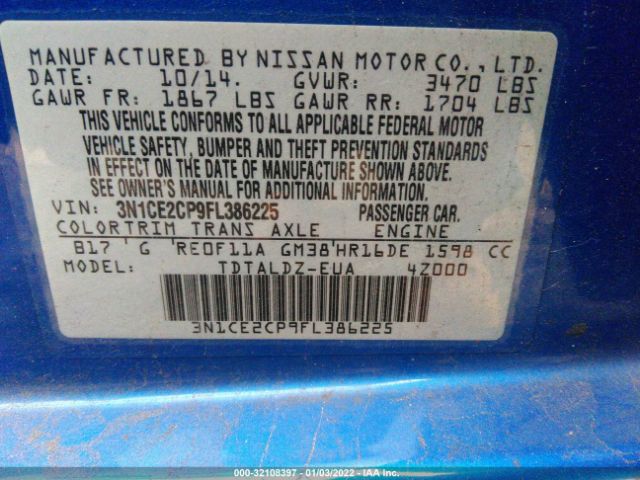 MANUFACTURED BY NISSAN MOTOR CO., LTD.
DATE: 10/14. GVWR: 3470 LBS
GAWR FR: 1867 LBS GAWR RR: 1704 LBS
THIS VEHICLE CONFORMS TO ALL APPLICABLE FEDERAL MOTOR
VEHICLE SAFETY, BUMPER AND THEFT PREVENTION STANDARDS
IN EFFECT ON THE DATE OF MANUFACTURE SHOWN ABOVE.
SEE OWNER'S MANUAL FOR ADDITIONAL INFORMATION.
VIN: 3N1CE2CP9FL386225 PASSENGER CAR.
COLOR TRIM TRANS AXLE ENGINE
B17 G RE0F11A GM38 HR16DE 1598 CC
MODEL: TDTALDZ-EUA 4Z000
3N1CE2CP9FL386225
000-32108397 - 01/03/2022 - IAA Inc.